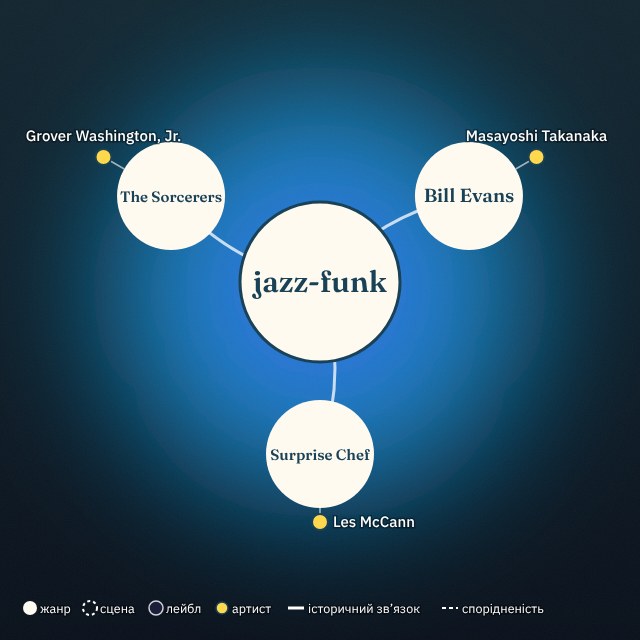 Grover Washington, Jr.
Masayoshi Takanaka
The Sorcerers
Bill Evans
jazz-funk
Surprise Chef
Les McCann
жанр
сцена
лейбл
артист
історичний зв’язок
спорідненість